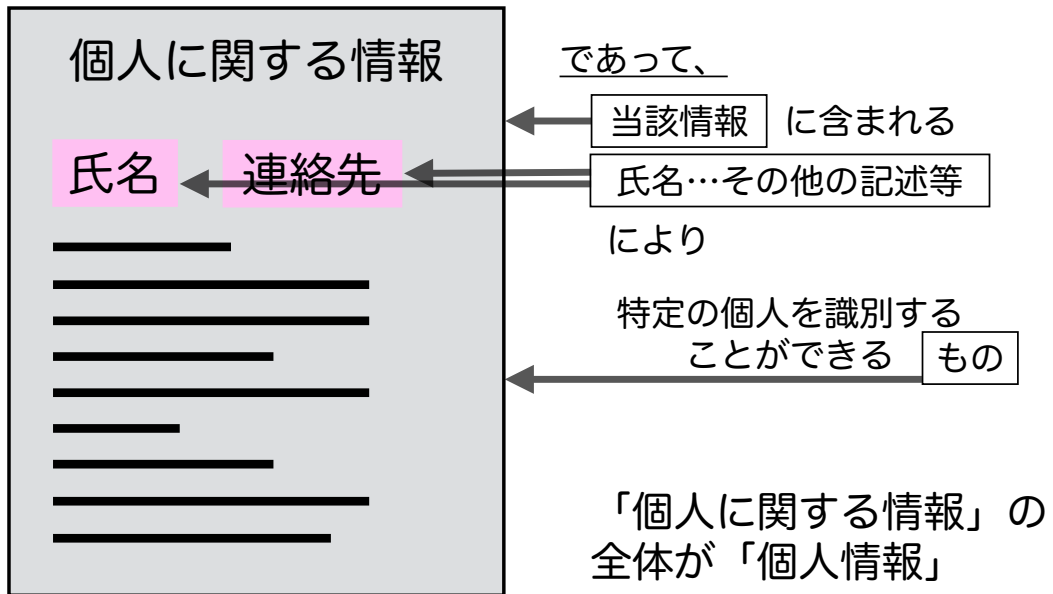 個人に関する情報
氏名 連絡先
であって、
当該情報 に含まれる
氏名…その他の記述等
により
特定の個人を識別する
ことができる もの
「個人に関する情報」の
全体が「個人情報」